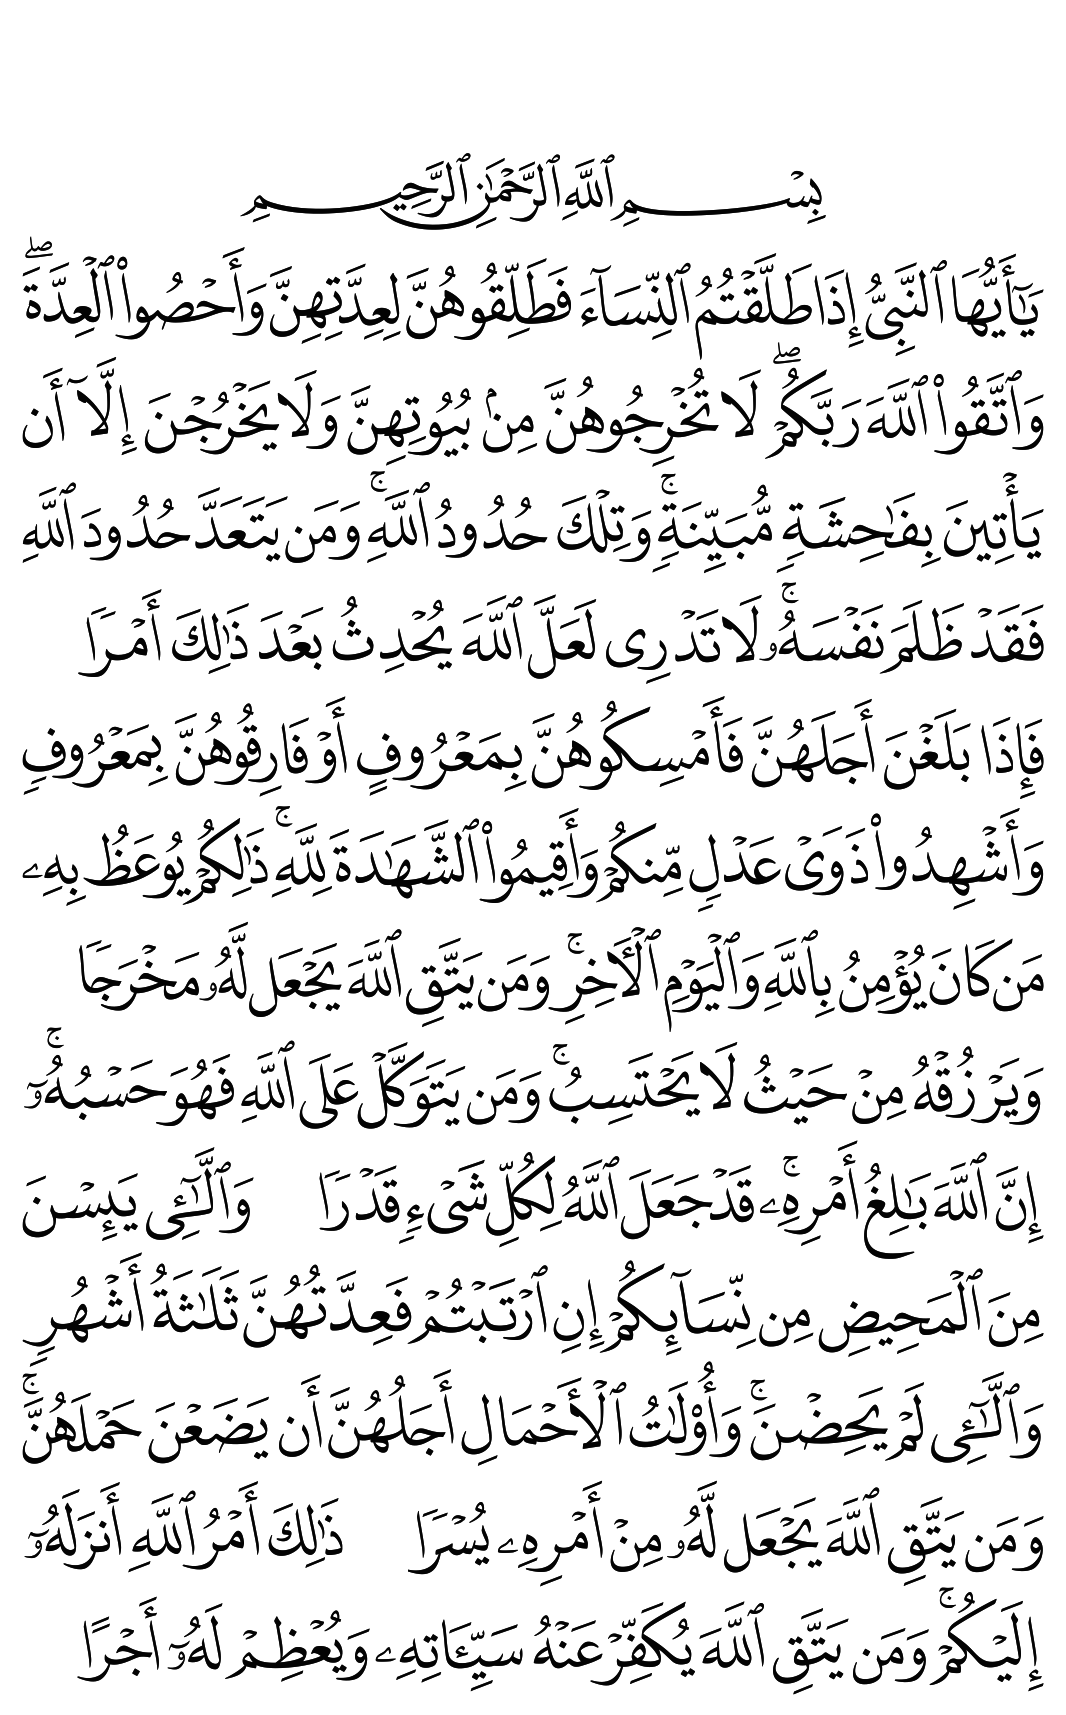 بِسْمِ ٱللَّهِ ٱلرَّحْمَٰنِ ٱلرَّحِيمِ
يَٰٓأَيُّهَا ٱلنَّبِىُّ إِذَا طَلَّقْتُمُ ٱلنِّسَآءَ فَطَلِّقُوهُنَّ لِعِدَّتِهِنَّ وَأَحْصُوا۟ ٱلْعِدَّةَ ۖ
وَٱتَّقُوا۟ ٱللَّهَ رَبَّكُمْ ۖ لَا تُخْرِجُوهُنَّ مِنۢ بُيُوتِهِنَّ وَلَا يَخْرُجْنَ إِلَّآ أَن
يَأْتِينَ بِفَٰحِشَةٍ مُّبَيِّنَةٍ ۚ وَتِلْكَ حُدُودُ ٱللَّهِ ۚ وَمَن يَتَعَدَّ حُدُودَ ٱللَّهِ
فَقَدْ ظَلَمَ نَفْسَهُۥ ۚ لَا تَدْرِى لَعَلَّ ٱللَّهَ يُحْدِثُ بَعْدَ ذَٰلِكَ أَمْرًا
فَإِذَا بَلَغْنَ أَجَلَهُنَّ فَأَمْسِكُوهُنَّ بِمَعْرُوفٍ أَوْ فَارِقُوهُنَّ بِمَعْرُوفٍ
وَأَشْهِدُوا۟ ذَوَىْ عَدْلٍ مِّنكُمْ وَأَقِيمُوا۟ ٱلشَّهَٰدَةَ لِلَّهِ ۚ ذَٰلِكُمْ يُوعَظُ بِهِۦ
مَن كَانَ يُؤْمِنُ بِٱللَّهِ وَٱلْيَوْمِ ٱلْءَاخِرِ ۚ وَمَن يَتَّقِ ٱللَّهَ يَجْعَل لَّهُۥ مَخْرَجًا
وَيَرْزُقْهُ مِنْ حَيْثُ لَا يَحْتَسِبُ ۚ وَمَن يَتَوَكَّلْ عَلَى ٱللَّهِ فَهُوَ حَسْبُهُۥٓ ۚ
إِنَّ ٱللَّهَ بَٰلِغُ أَمْرِهِۦ ۚ قَدْ جَعَلَ ٱللَّهُ لِكُلِّ شَىْءٍ قَدْرًا وَٱلَّٰٓـِٔى يَئِسْنَ
مِنَ ٱلْمَحِيضِ مِن نِّسَآئِكُمْ إِنِ ٱرْتَبْتُمْ فَعِدَّتُهُنَّ ثَلَٰثَةُ أَشْهُرٍ
وَٱلَّٰٓـِٔى لَمْ يَحِضْنَ ۚ وَأُو۟لَٰتُ ٱلْأَحْمَالِ أَجَلُهُنَّ أَن يَضَعْنَ حَمْلَهُنَّ ۚ
وَمَن يَتَّقِ ٱللَّهَ يَجْعَل لَّهُۥ مِنْ أَمْرِهِۦ يُسْرًا ذَٰلِكَ أَمْرُ ٱللَّهِ أَنزَلَهُۥٓ
إِلَيْكُمْ ۚ وَمَن يَتَّقِ ٱللَّهَ يُكَفِّرْ عَنْهُ سَيِّـَٔاتِهِۦ وَيُعْظِمْ لَهُۥٓ أَجْرًا